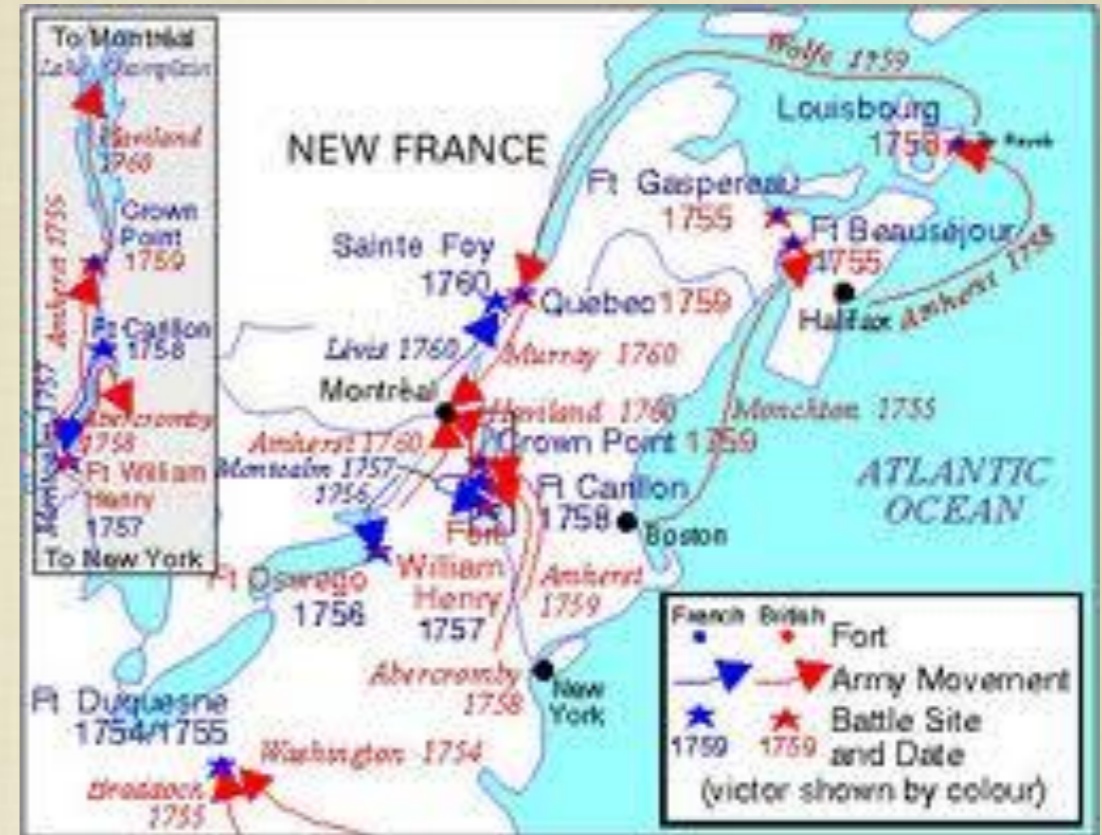 To Montréal
Lake Champlain
Haviland
1760
Crown
Point
1759
Amherst 1755
Ft Carillon
1758
Montcalm 1757
Abercromby
1758
Ft William
Henry
1757
To New York
NEW FRANCE
Wolfe 1759
Louisbourg
1758
Ft Gaspereau
1755
Ft Beauséjour
1755
Halifax
Amherst 1758
Sainte Foy
1760
Quebec 1759
Lévis 1760
Murray 1760
Montréal
Haviland 1760
Monckton 1755
Amherst 1760
Crown Point 1759
Montcalm 1757
1756
Ft Carillon
1758
Boston
ATLANTIC
OCEAN
Fort
William
Henry
1757
Ft Oswego
1756
Amherst
1759
Abercromby
1758
New
York
Ft Duquesne
1754/1755
Washington 1754
Braddock
1755
French British
Fort
Army Movement
Battle Site
1759 1759 and Date
(victor shown by colour)